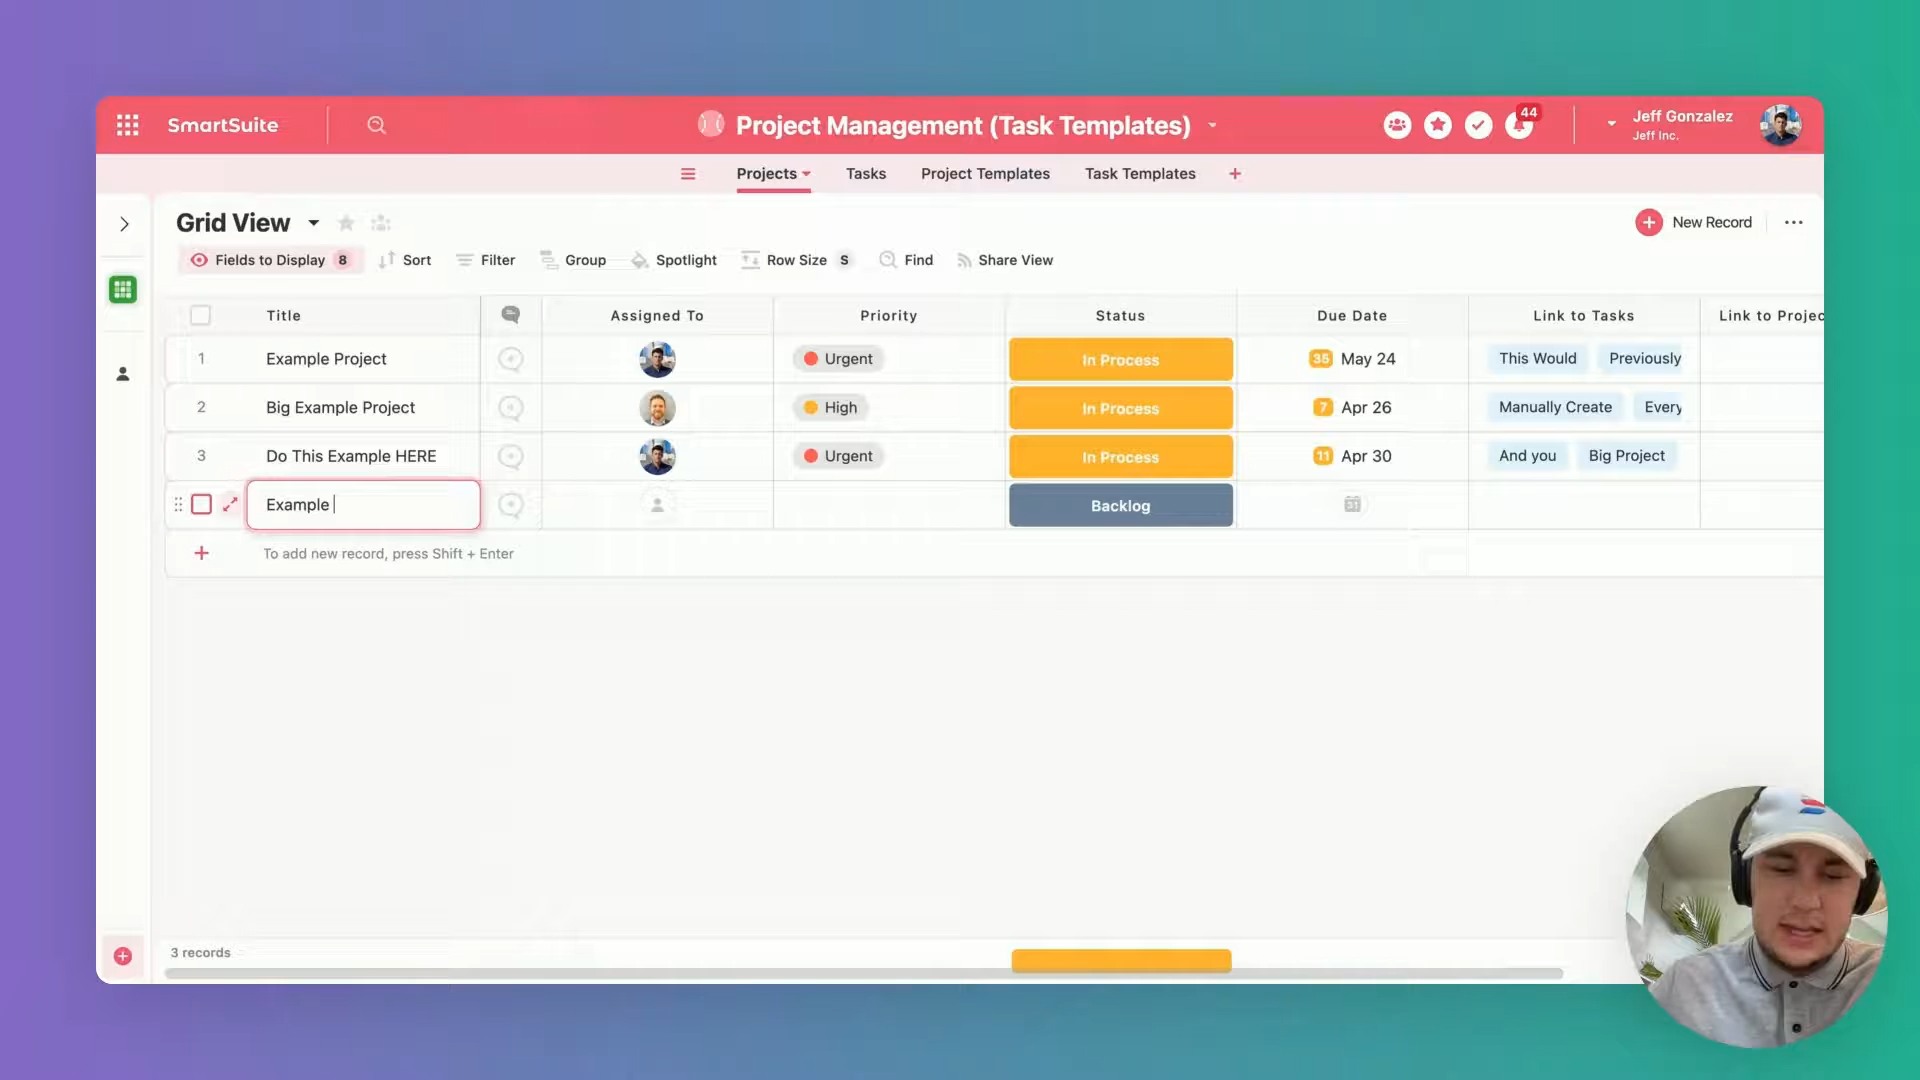 SmartSuite
Project Management (Task Templates)
44
Jeff Gonzalez
Jeff Inc.
Projects Tasks Project Templates Task Templates
Grid View
New Record
Fields to Display 8 Sort Filter Group Spotlight Row Size S Find Share View
Title Assigned To Priority Status Due Date Link to Tasks Link to Projec
1 Example Project Urgent In Process 35 May 24 This Would Previously
2 Big Example Project High In Process 7 Apr 26 Manually Create Every
3 Do This Example HERE Urgent In Process 11 Apr 30 And you Big Project
Example Backlog 31
To add new record, press Shift + Enter
3 records